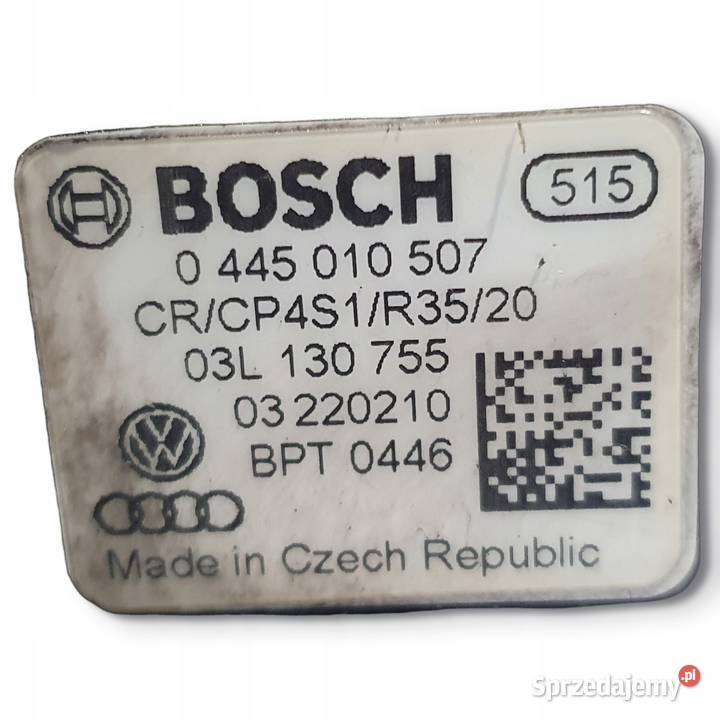 BOSCH 515
0 445 010 507
CR/CP4S1/R35/20
03L 130 755
03 220210
BPT 0446
Made in Czech Republic
Sprzedajemy.pl